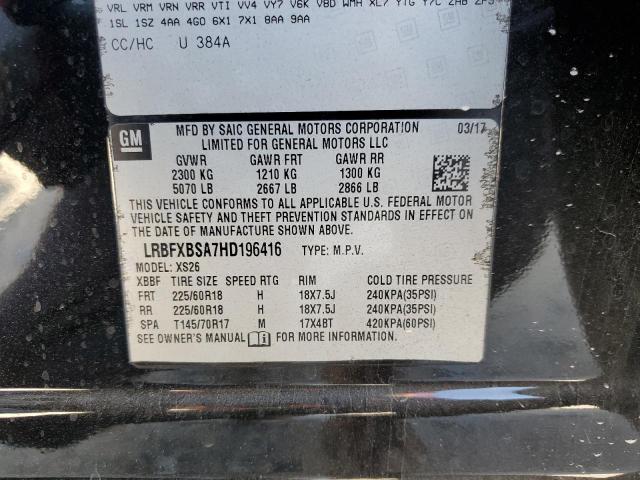 VRL VRM VRN VRR VTI VV4 VY7 V6K V8D WMH XL7 YTG Y7C ZAB ZP3
1SL 1SZ 4AA 4G0 6X1 7X1 8AA 9AA
CC/HC U 384A
GM
MFD BY SAIC GENERAL MOTORS CORPORATION 03/17
LIMITED FOR GENERAL MOTORS LLC
GVWR GAWR FRT GAWR RR
2300 KG 1210 KG 1300 KG
5070 LB 2667 LB 2866 LB
THIS VEHICLE CONFORMS TO ALL APPLICABLE U.S. FEDERAL MOTOR
VEHICLE SAFETY AND THEFT PREVENTION STANDARDS IN EFFECT ON
THE DATE OF MANUFACTURE SHOWN ABOVE.
LRBFXBSA7HD196416 TYPE: M.P.V.
MODEL: XS26
XBBF TIRE SIZE SPEED RTG RIM COLD TIRE PRESSURE
FRT 225/60R18 H 18X7.5J 240KPA(35PSI)
RR 225/60R18 H 18X7.5J 240KPA(35PSI)
SPA T145/70R17 M 17X4BT 420KPA(60PSI)
SEE OWNER'S MANUAL FOR MORE INFORMATION.